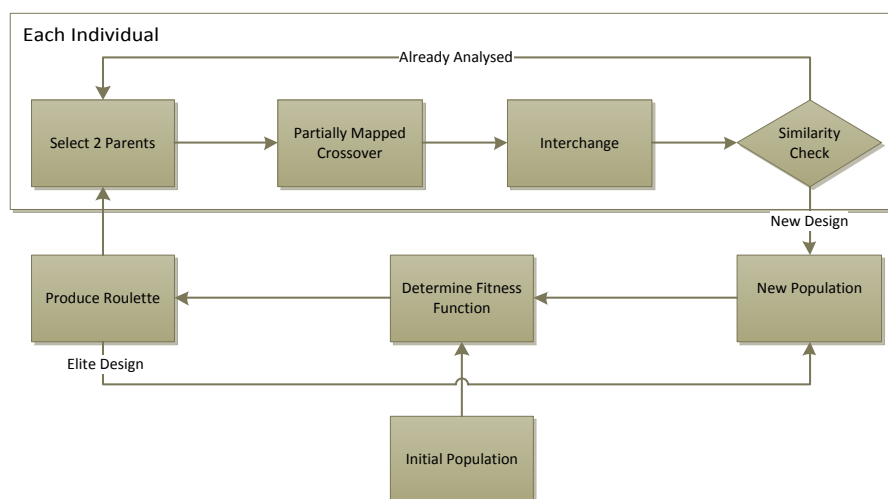 Each Individual
Already Analysed
Select 2 Parents
Partially Mapped
Crossover
Interchange
Similarity
Check
New Design
Produce Roulette
Determine Fitness
Function
New Population
Elite Design
Initial Population